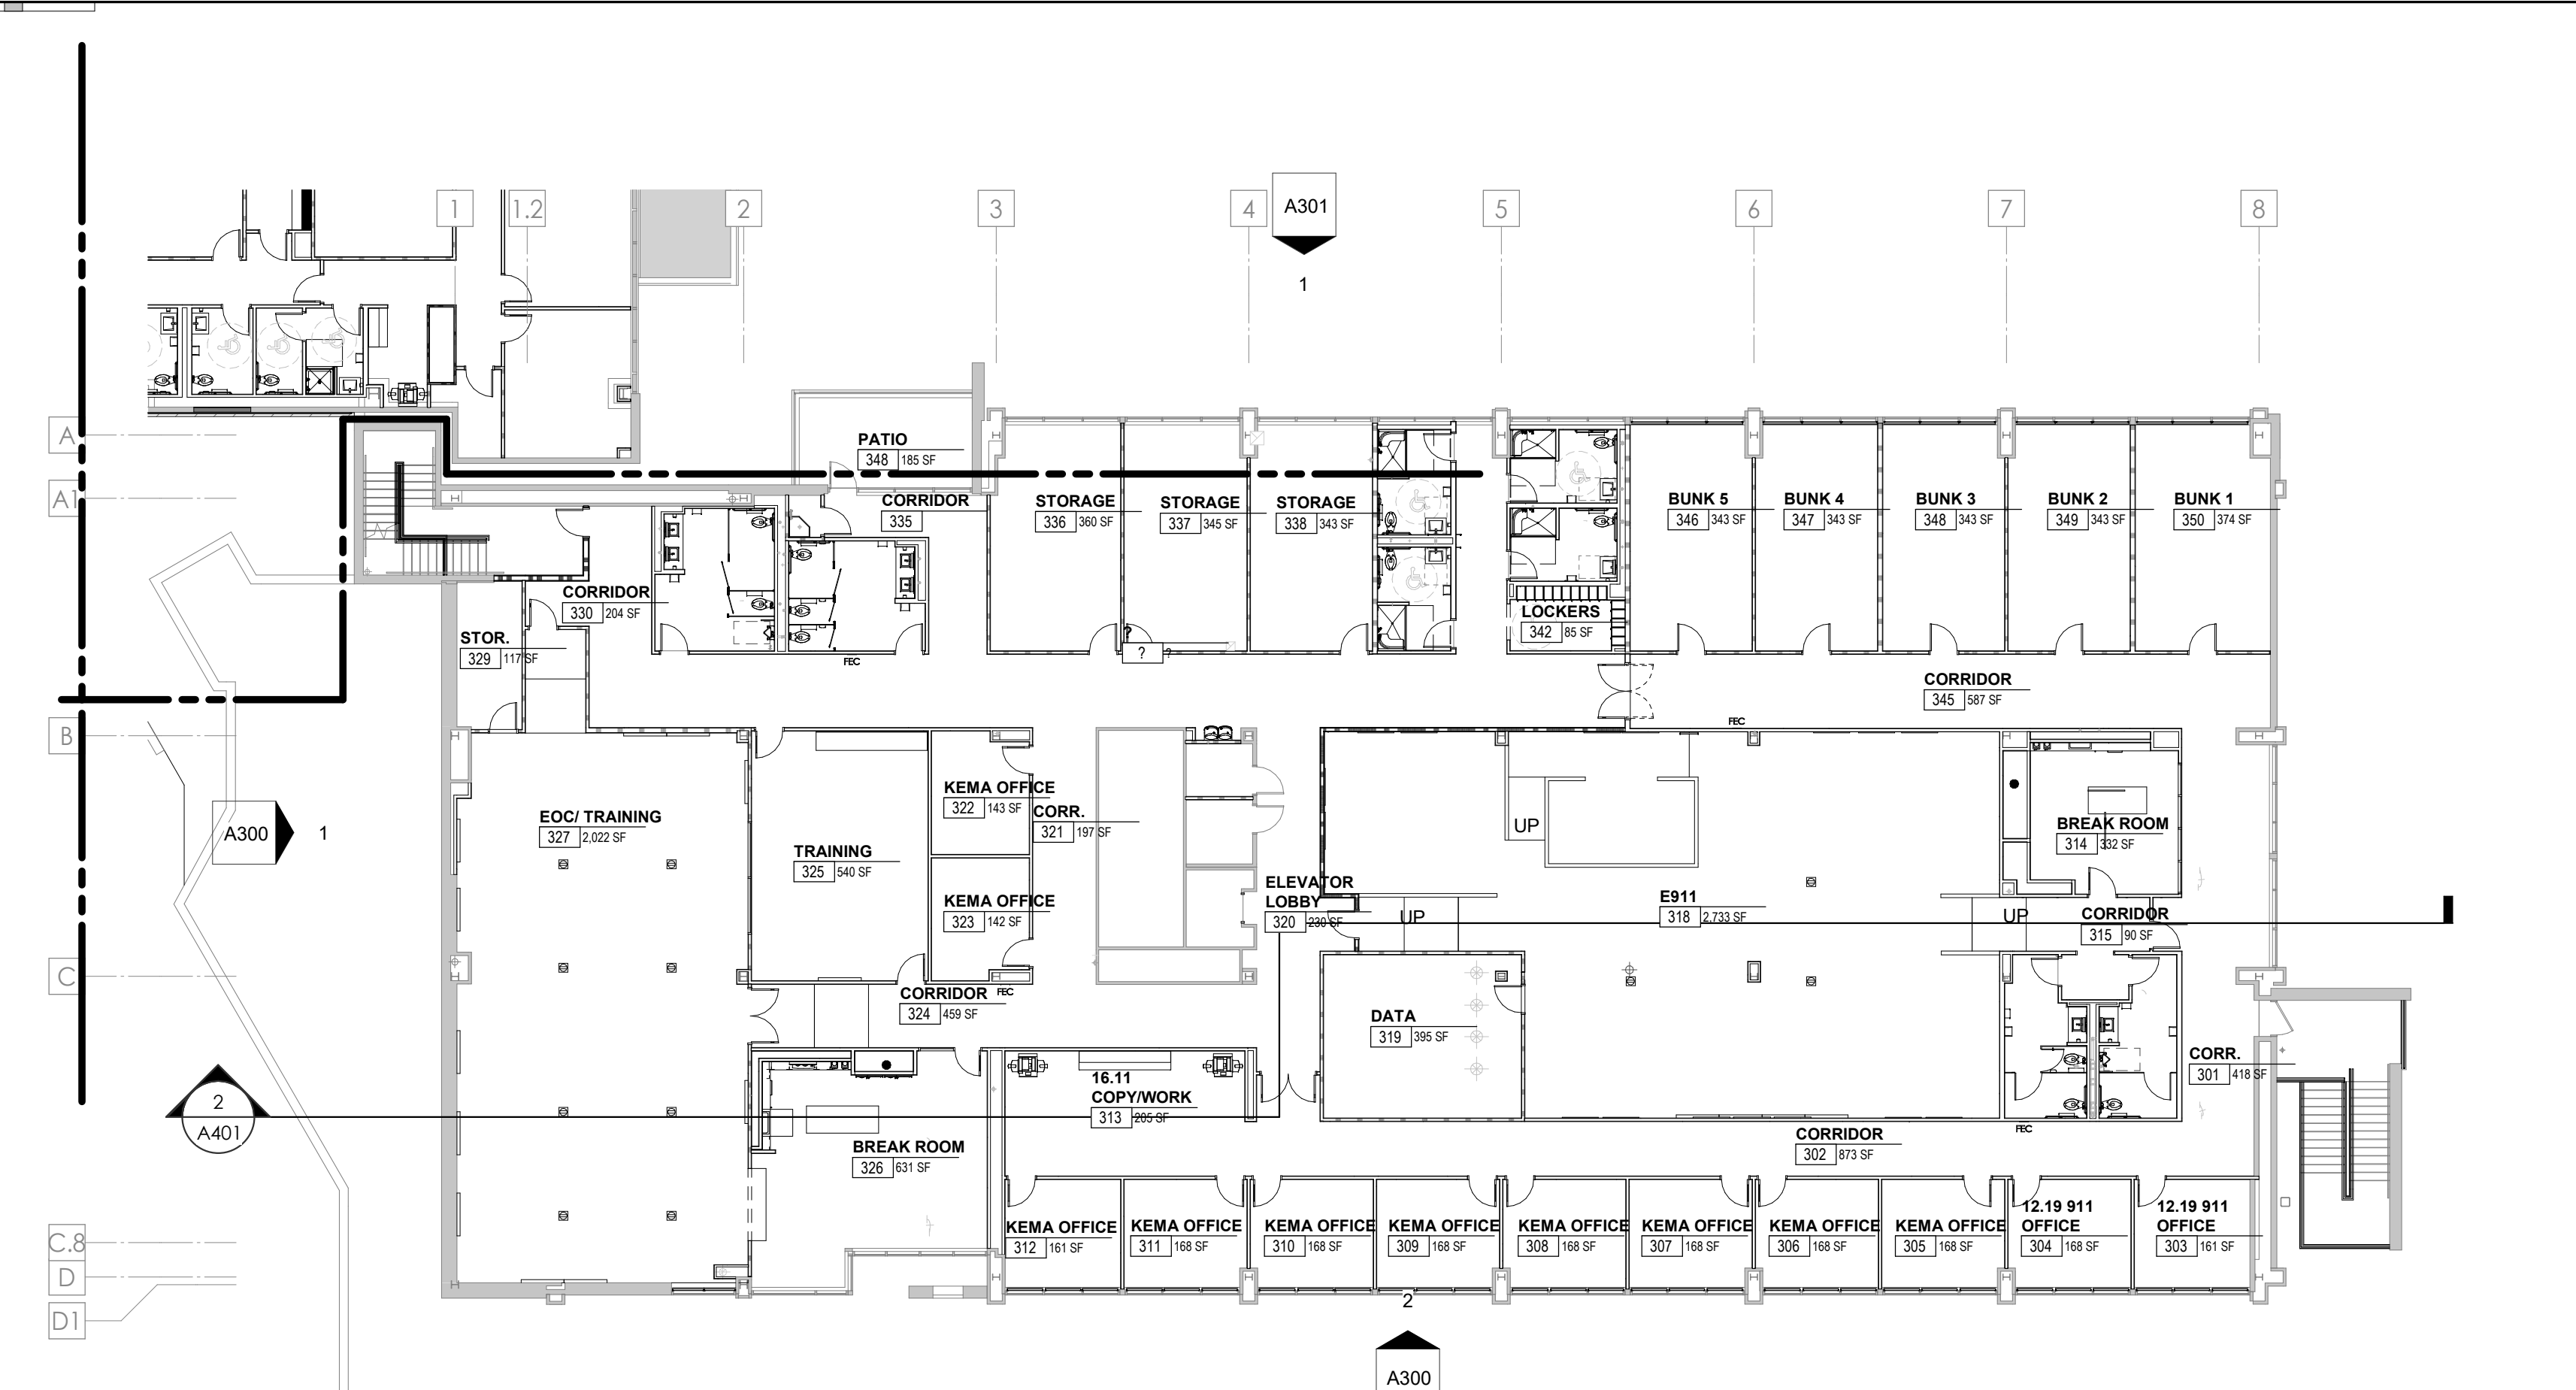 1
1.2
2
3
4
A301
5
6
7
8
1
A
A1
B
C
C.8
D
D1
PATIO
348 185 SF
CORRIDOR
335
STORAGE
336 360 SF
STORAGE
337 345 SF
STORAGE
338 343 SF
BUNK 5
346 343 SF
BUNK 4
347 343 SF
BUNK 3
348 343 SF
BUNK 2
349 343 SF
BUNK 1
350 374 SF
CORRIDOR
330 204 SF
STOR.
329 117 SF
LOCKERS
342 85 SF
?
? ?
FEC
CORRIDOR
345 587 SF
FEC
A300
1
EOC/ TRAINING
327 2,022 SF
TRAINING
325 540 SF
KEMA OFFICE
322 143 SF
CORR.
321 197 SF
KEMA OFFICE
323 142 SF
ELEVATOR
LOBBY
320 230 SF
UP
UP
E911
318 2,733 SF
UP
BREAK ROOM
314 332 SF
CORRIDOR
315 90 SF
FEC
CORRIDOR
324 459 SF
DATA
319 395 SF
CORR.
301 418 SF
2
A401
16.11
COPY/WORK
313 205 SF
BREAK ROOM
326 631 SF
CORRIDOR
302 873 SF
FEC
KEMA OFFICE
312 161 SF
KEMA OFFICE
311 168 SF
KEMA OFFICE
310 168 SF
KEMA OFFICE
309 168 SF
KEMA OFFICE
308 168 SF
KEMA OFFICE
307 168 SF
KEMA OFFICE
306 168 SF
KEMA OFFICE
305 168 SF
12.19 911
OFFICE
304 168 SF
12.19 911
OFFICE
303 161 SF
2
A300